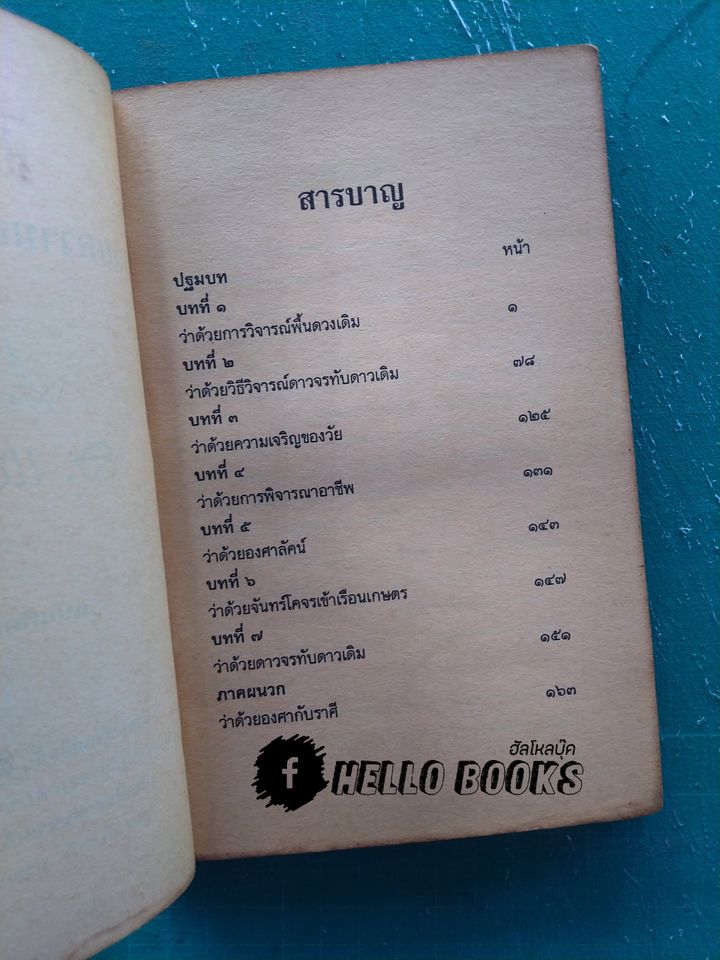 สารบาญ
หน้า
ปฐมบท
บทที่ ๑
ว่าด้วยการวิจารณ์พื้นดวงเดิม ๑
บทที่ ๒
ว่าด้วยวิธีวิจารณ์ดาวจรทับดาวเดิม ๗๘
บทที่ ๓
ว่าด้วยความเจริญของวัย ๑๒๕
บทที่ ๔
ว่าด้วยการพิจารณาอาชีพ ๑๓๑
บทที่ ๕
ว่าด้วยองศาลัคน์ ๑๔๓
บทที่ ๖
ว่าด้วยจันทร์โคจรเข้าเรือนเกษตร ๑๔๗
บทที่ ๗
ว่าด้วยดาวจรทับดาวเดิม ๑๕๑
ภาคผนวก
ว่าด้วยองศากับราศี ๑๖๓
ฮัลโหลบุ๊ค
f HELLO BOOKS